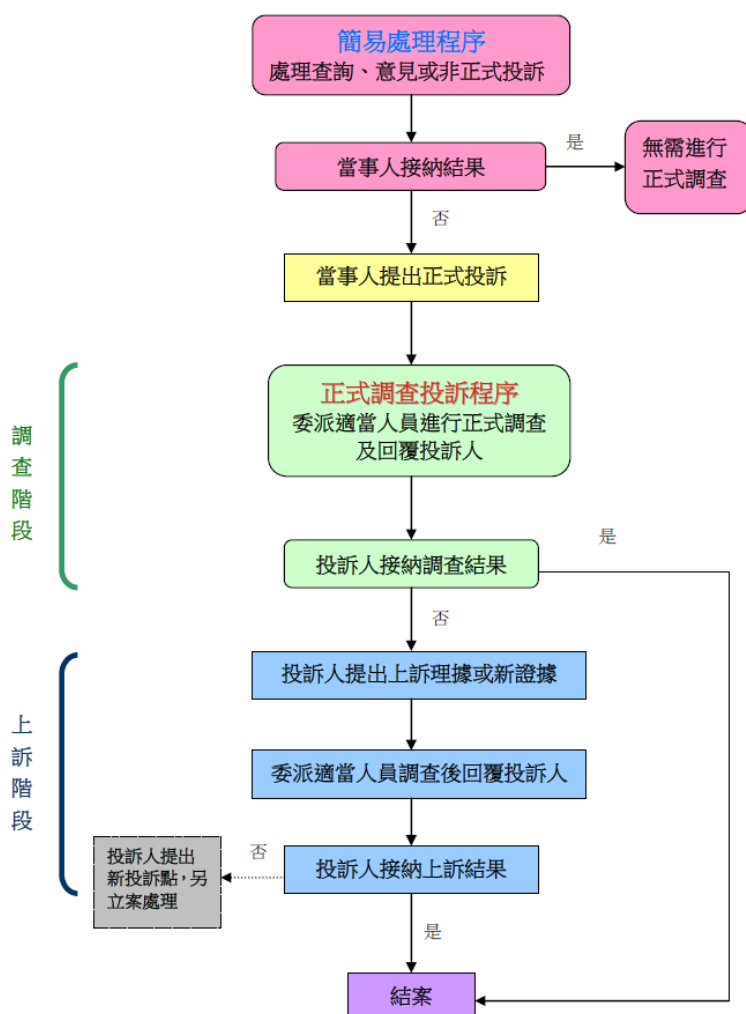 簡易處理程序
處理查詢、意見或非正式投訴
當事人接納結果
是
無需進行
正式調查
否
當事人提出正式投訴
調查階段
正式調查投訴程序
委派適當人員進行正式調查
及回覆投訴人
投訴人接納調查結果
是
否
上訴階段
投訴人提出上訴理據或新證據
委派適當人員調查後回覆投訴人
投訴人接納上訴結果
否
投訴人提出
新投訴點，另
立案處理
是
結案